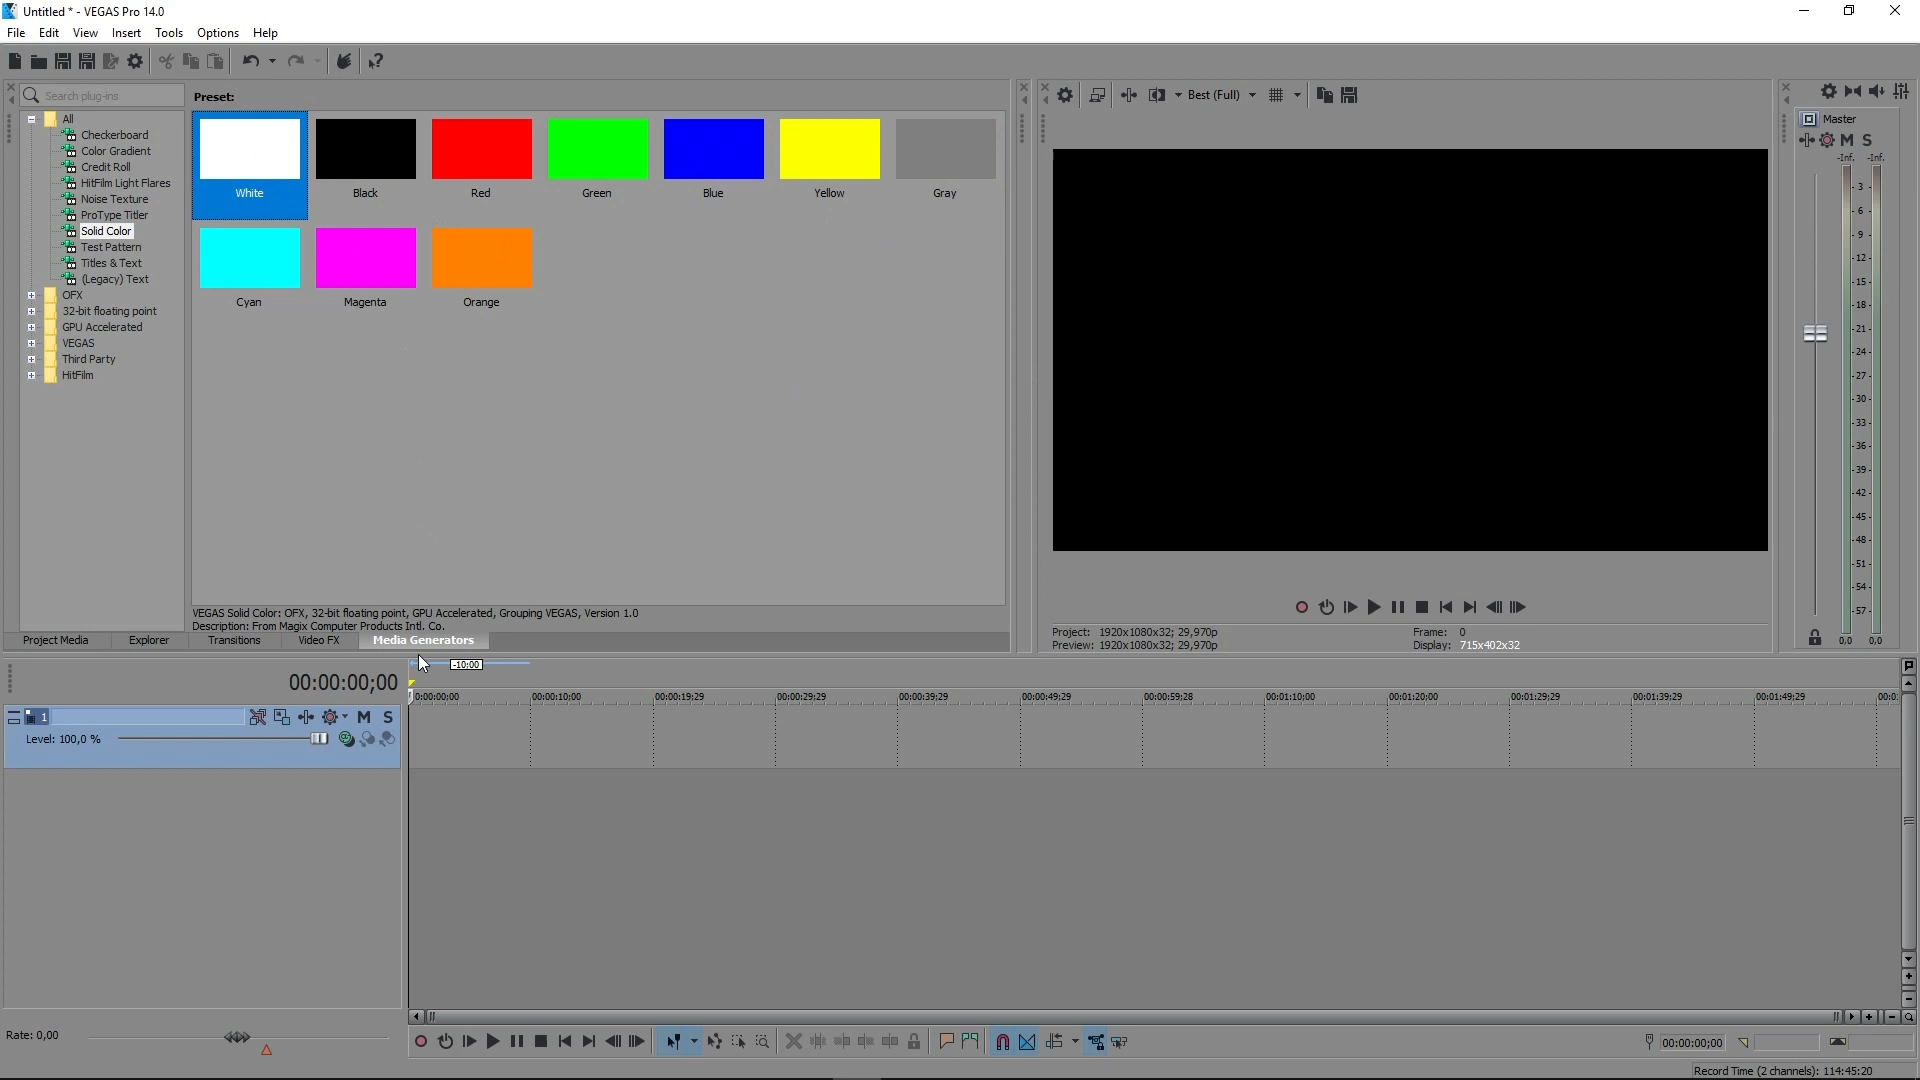 Untitled * - VEGAS Pro 14.0
File Edit View Insert Tools Options Help
Search plug-ins
Preset:
All
Checkerboard
Color Gradient
Credit Roll
HitFilm Light Flares
Noise Texture
ProType Titler
Solid Color
Test Pattern
Titles & Text
(Legacy) Text
OFX
32-bit floating point
GPU Accelerated
VEGAS
Third Party
HitFilm
White Black Red Green Blue Yellow Gray
Cyan Magenta Orange
VEGAS Solid Color: OFX, 32-bit floating point, GPU Accelerated, Grouping VEGAS, Version 1.0
Description: From Magix Computer Products Intl. Co.
Project Media Explorer Transitions Video FX Media Generators
Best (Full)
Project: 1920x1080x32; 29,970p
Preview: 1920x1080x32; 29,970p
Frame: 0
Display: 715x402x32
Master
M S
-Inf. -Inf.
- 3 -
- 6 -
- 9 -
-12-
-15-
-18-
-21-
-24-
-27-
-30-
-33-
-36-
-39-
-42-
-45-
-48-
-51-
-54-
-57-
0,0 0,0
-10:00
00:00:00;00
0:00:00;00 00:00:10;00 00:00:19;29 00:00:29;29 00:00:39;29 00:00:49;29 00:00:59;28 00:01:10;00 00:01:20;00 00:01:29;29 00:01:39;29 00:01:49;29 00:0
1 M S
Level: 100,0 %
Rate: 0,00
00:00:00;00
Record Time (2 channels): 114:45:20